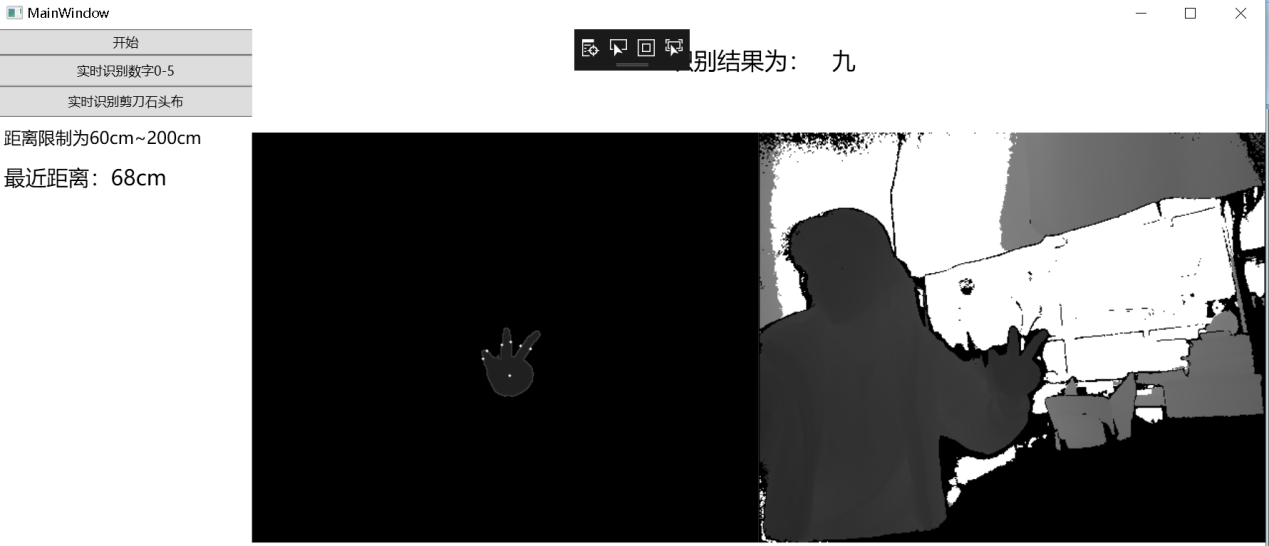 MainWindow
开始
实时识别数字0-5
实时识别剪刀石头布
距离限制为60cm~200cm
最近距离：68cm
别结果为： 九